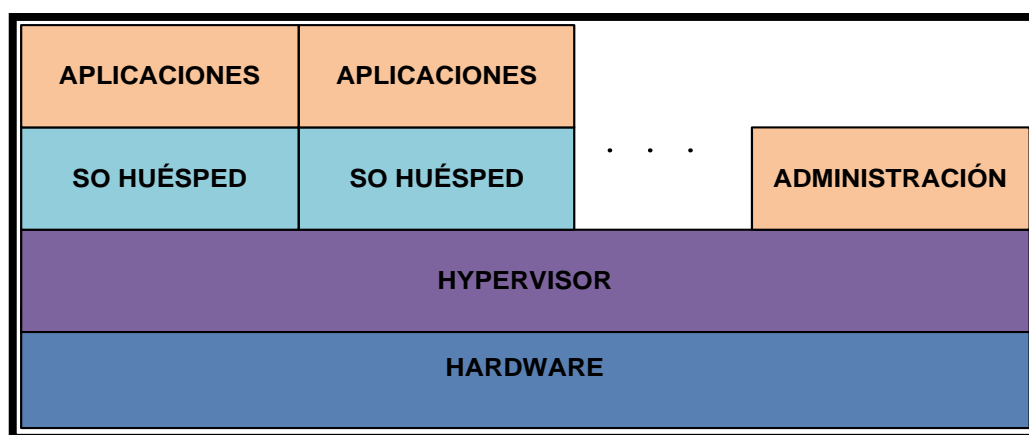 APLICACIONES APLICACIONES
SO HUÉSPED SO HUÉSPED . . . ADMINISTRACIÓN
HYPERVISOR
HARDWARE